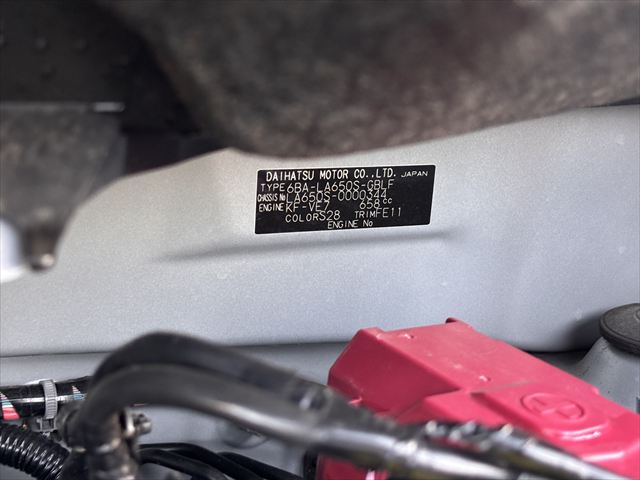 DAIHATSU MOTOR CO.,LTD. JAPAN
TYPE 6BA-LA650S-GBLF
CHASSIS No LA650S-0000344
ENGINE KF-VE7 658cc
COLOR S28 TRIM FE11
ENGINE No